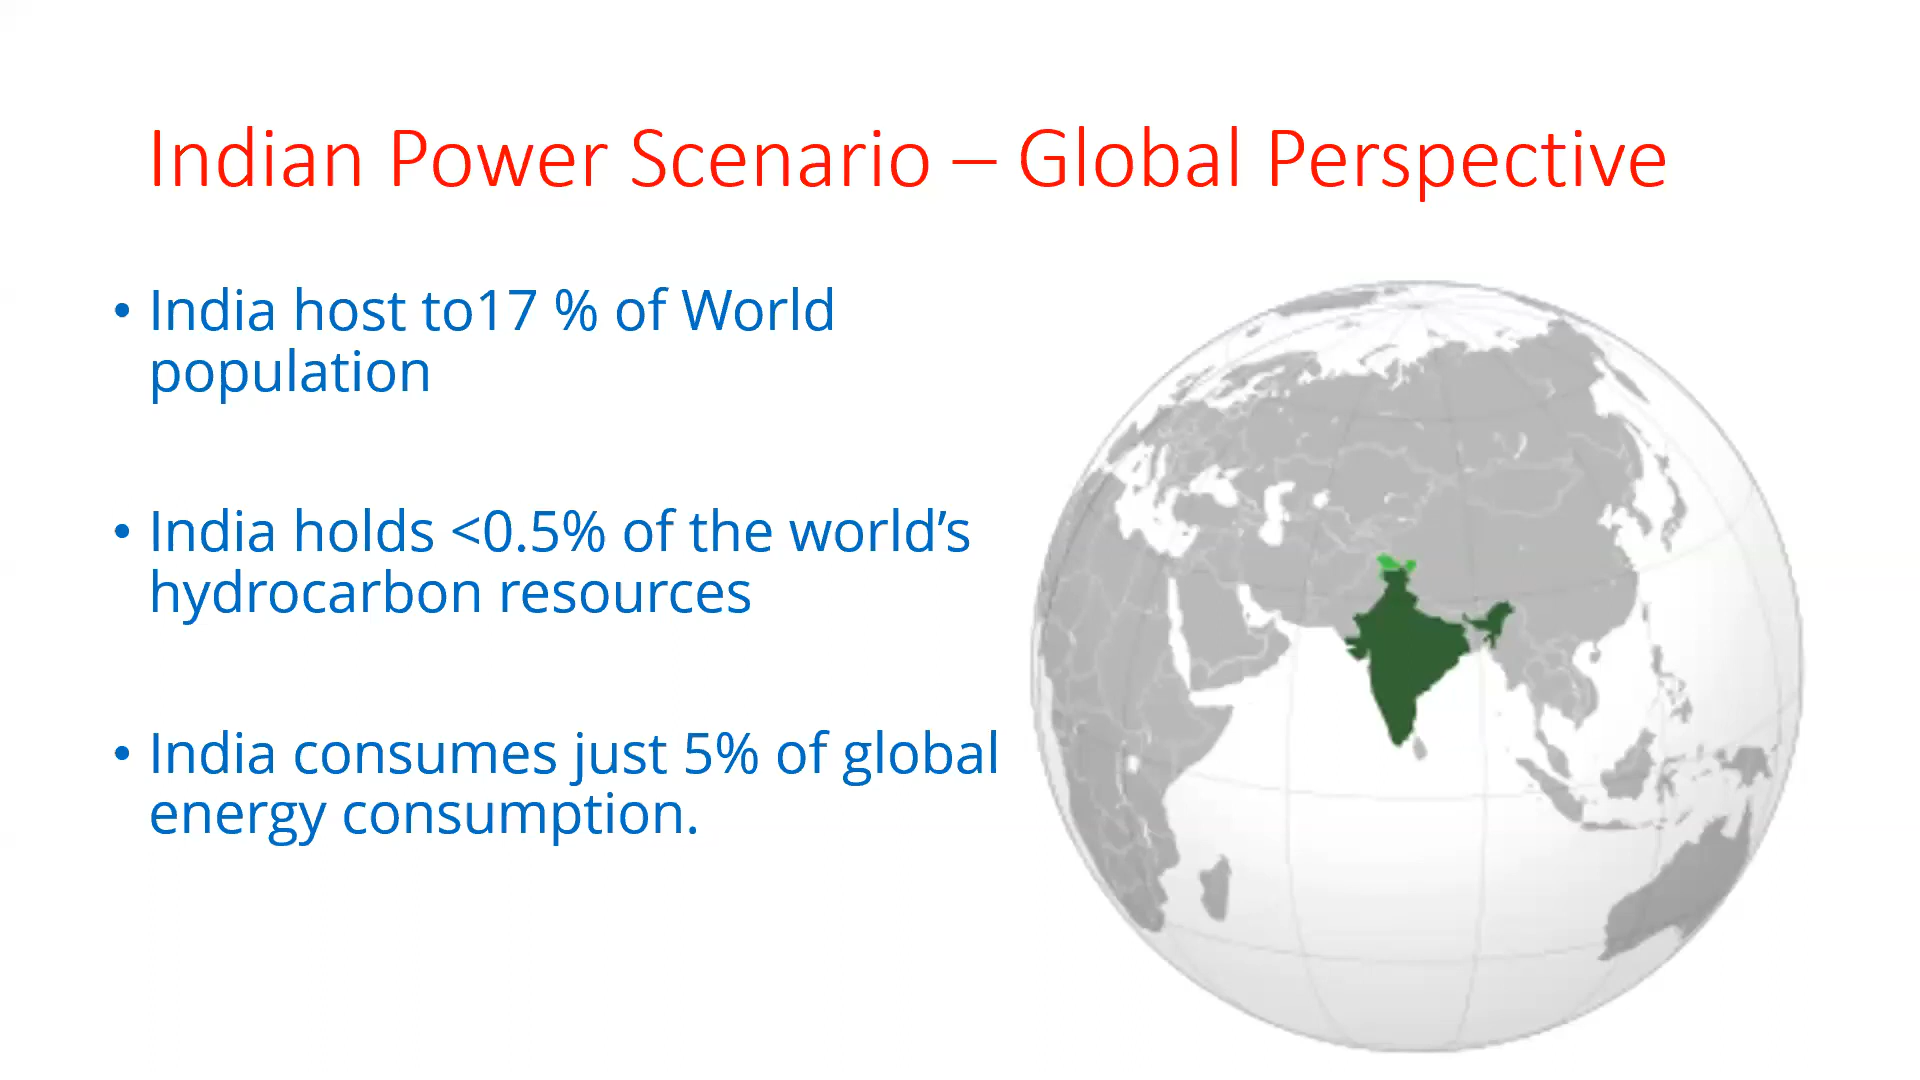 Indian Power Scenario – Global Perspective
• India host to17 % of World
population
• India holds <0.5% of the world’s
hydrocarbon resources
• India consumes just 5% of global
energy consumption.